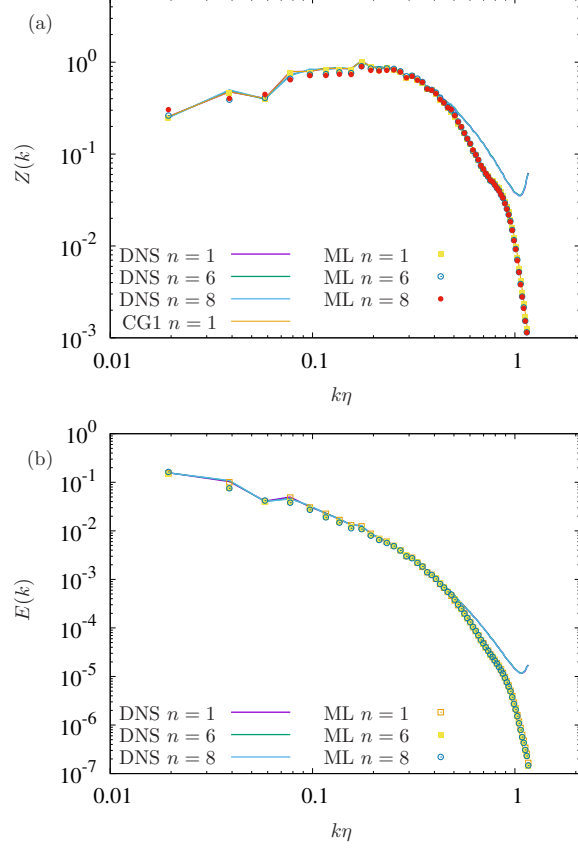 (a)
10^1
10^0
10^-1
10^-2
10^-3
Z(k)
DNS n = 1
DNS n = 6
DNS n = 8
CG1 n = 1
ML n = 1
ML n = 6
ML n = 8
0.01
0.1
1
kη
(b)
10^0
10^-1
10^-2
10^-3
10^-4
10^-5
10^-6
10^-7
E(k)
DNS n = 1
DNS n = 6
DNS n = 8
ML n = 1
ML n = 6
ML n = 8
0.01
0.1
1
kη